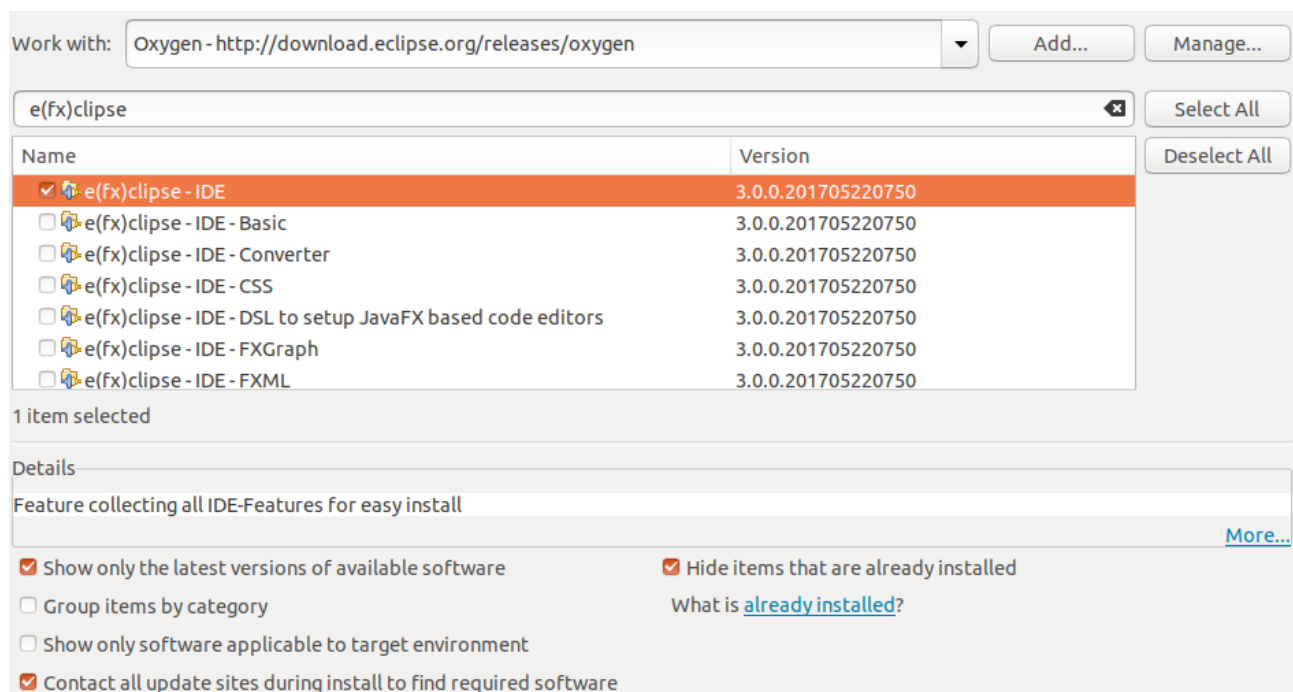 Work with: Oxygen - http://download.eclipse.org/releases/oxygen Add... Manage...
e(fx)clipse Select All
Name Version Deselect All
e(fx)clipse - IDE 3.0.0.201705220750
e(fx)clipse - IDE - Basic 3.0.0.201705220750
e(fx)clipse - IDE - Converter 3.0.0.201705220750
e(fx)clipse - IDE - CSS 3.0.0.201705220750
e(fx)clipse - IDE - DSL to setup JavaFX based code editors 3.0.0.201705220750
e(fx)clipse - IDE - FXGraph 3.0.0.201705220750
e(fx)clipse - IDE - FXML 3.0.0.201705220750
1 item selected
Details
Feature collecting all IDE-Features for easy install
More...
Show only the latest versions of available software Hide items that are already installed
Group items by category What is already installed?
Show only software applicable to target environment
Contact all update sites during install to find required software